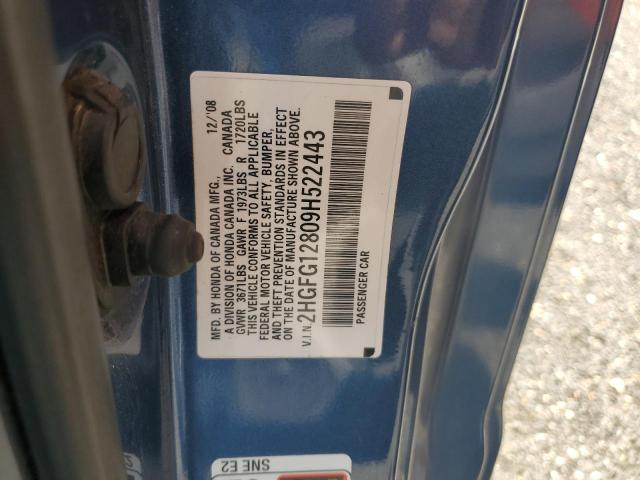 MFD. BY HONDA OF CANADA MFG., 12/08
A DIVISION OF HONDA CANADA INC. CANADA
GVWR 3671LBS GAWR F 1973LBS R 1720LBS
THIS VEHICLE CONFORMS TO ALL APPLICABLE
FEDERAL MOTOR VEHICLE SAFETY, BUMPER,
AND THEFT PREVENTION STANDARDS IN EFFECT
ON THE DATE OF MANUFACTURE SHOWN ABOVE.
V.I.N. 2HGFG12809H522443
PASSENGER CAR
SNE E2